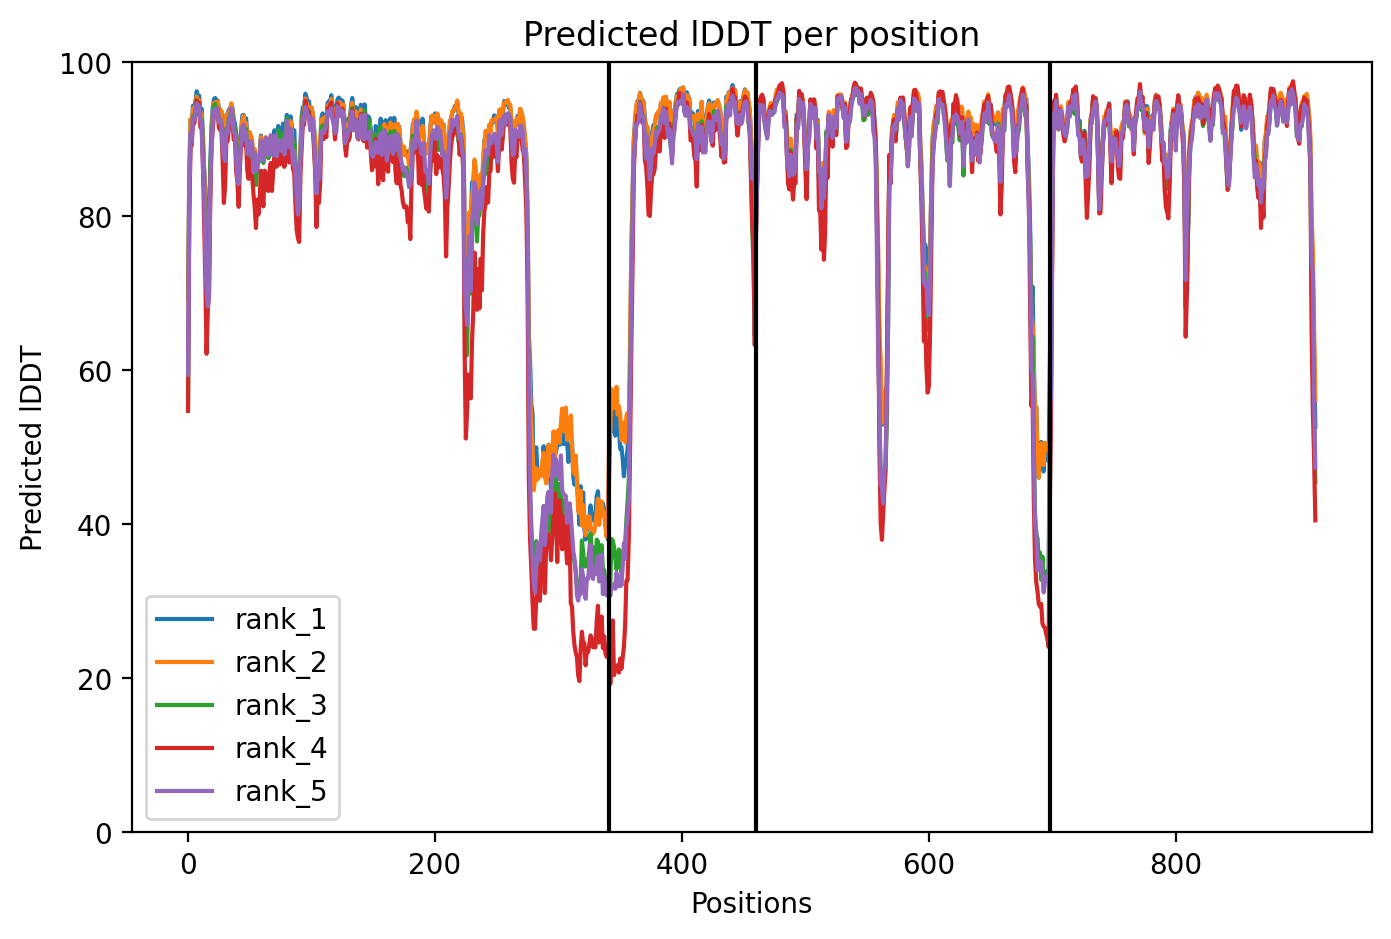 Predicted lDDT per position
100
80
60
40
20
0
Predicted lDDT
rank_1
rank_2
rank_3
rank_4
rank_5
0 200 400 600 800
Positions